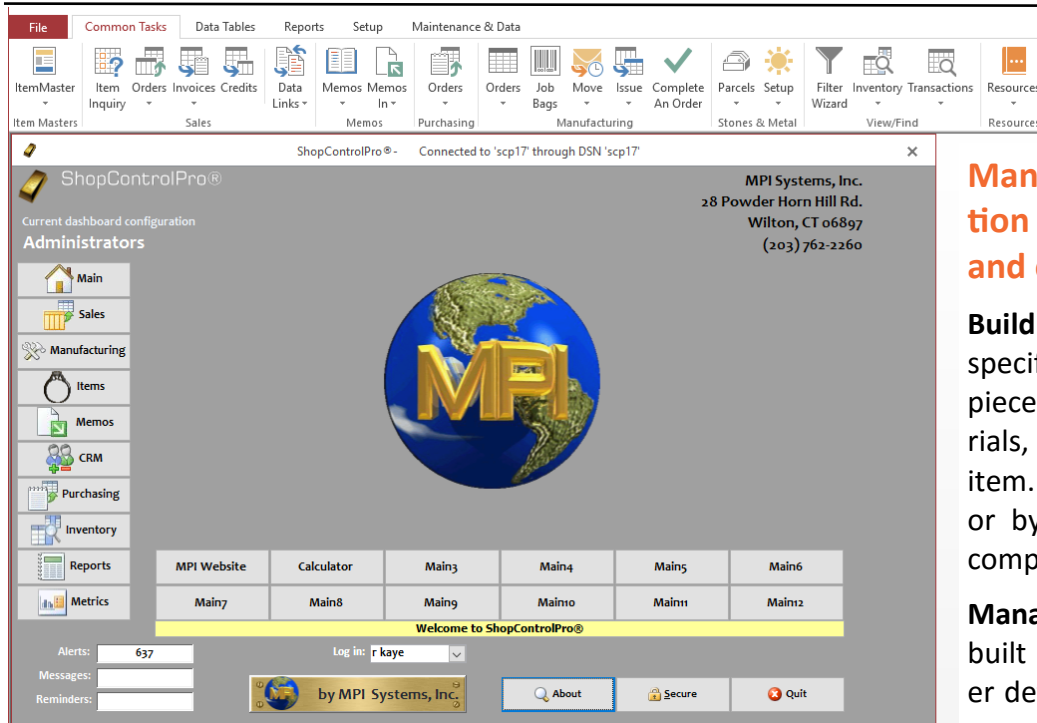 File Common Tasks Data Tables Reports Setup Maintenance & Data
ItemMaster Item Inquiry Orders Invoices Credits Data Links Memos Memos In Orders Orders Job Bags Move Issue Complete An Order Parcels Setup Filter Wizard Inventory Transactions Resources
Item Masters Sales Memos Purchasing Manufacturing Stones & Metal View/Find Resources
ShopControlPro® - Connected to 'scp17' through DSN 'scp17'
ShopControlPro®
MPI Systems, Inc.
28 Powder Horn Hill Rd.
Wilton, CT 06897
(203) 762-2260
Current dashboard configuration
Administrators
Main
Sales
Manufacturing
Items
Memos
CRM
Purchasing
Inventory
Reports
Metrics
MPI
MPI Website Calculator Main3 Main4 Main5 Main6
Main7 Main8 Main9 Main10 Main11 Main12
Welcome to ShopControlPro®
Alerts: 637
Messages:
Reminders:
Log in: r kaye
MPI by MPI Systems, Inc.
About Secure Quit
Man
tion
and
Build
specif
piece
rials,
item.
or by
comp
Mana
built
er de